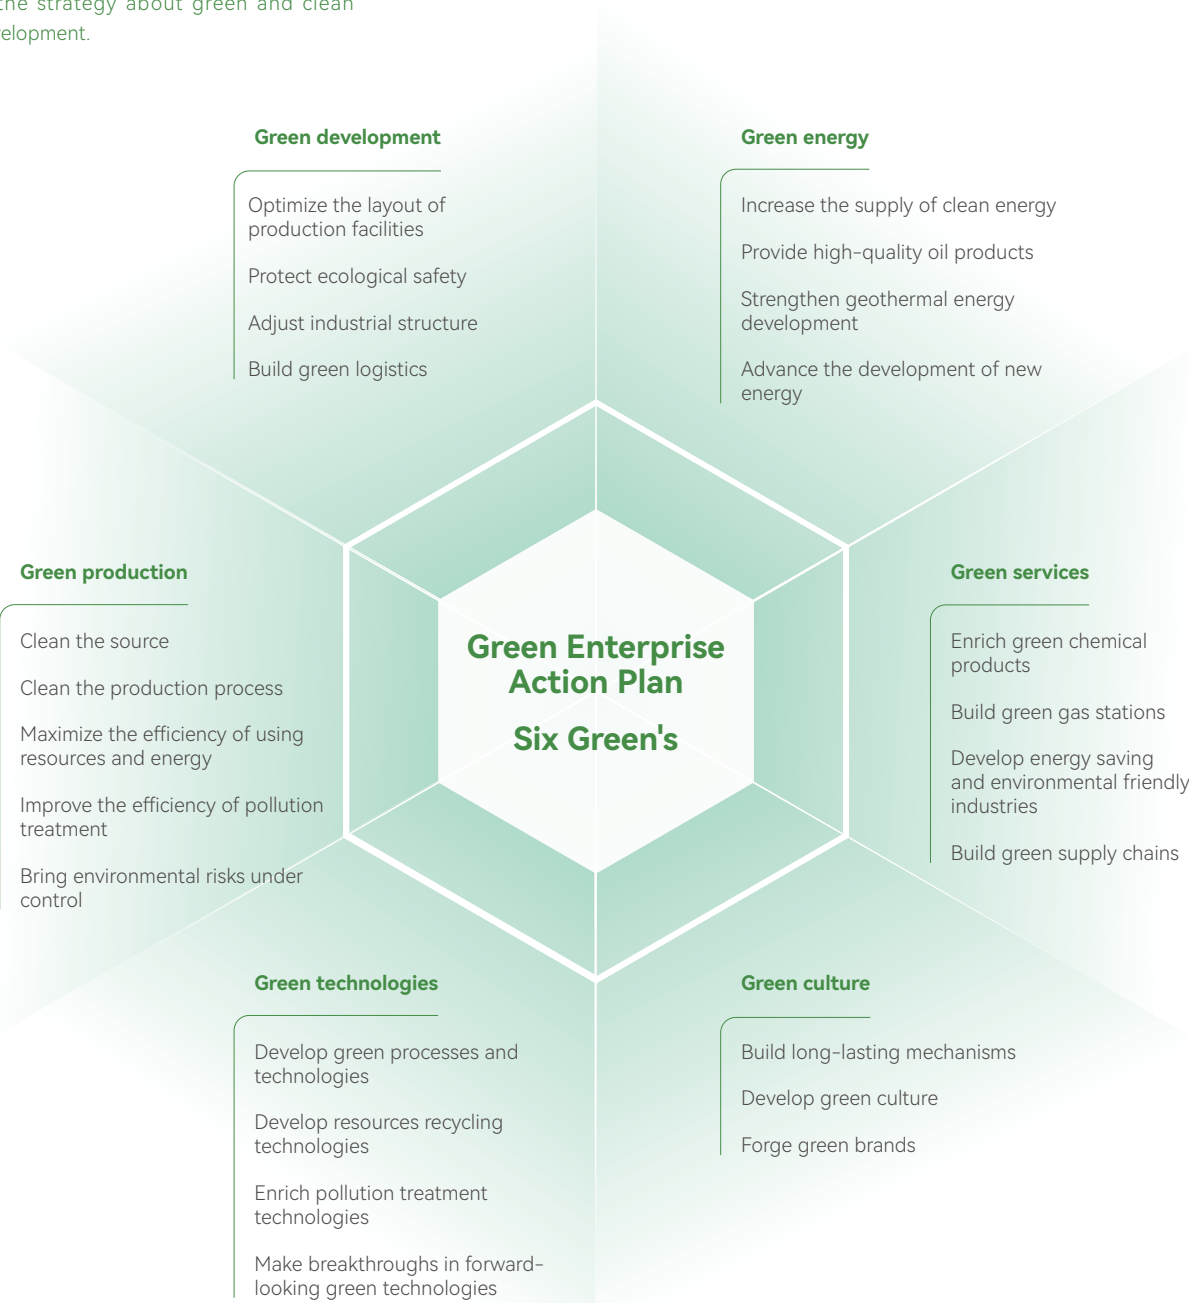 the strategy about green and clean
elopment.
Green development
Optimize the layout of
production facilities
Protect ecological safety
Adjust industrial structure
Build green logistics
Green energy
Increase the supply of clean energy
Provide high-quality oil products
Strengthen geothermal energy
development
Advance the development of new
energy
Green production
Clean the source
Clean the production process
Maximize the efficiency of using
resources and energy
Improve the efficiency of pollution
treatment
Bring environmental risks under
control
Green Enterprise
Action Plan
Six Green's
Green services
Enrich green chemical
products
Build green gas stations
Develop energy saving
and environmental friendly
industries
Build green supply chains
Green technologies
Develop green processes and
technologies
Develop resources recycling
technologies
Enrich pollution treatment
technologies
Make breakthroughs in forward-
looking green technologies
Green culture
Build long-lasting mechanisms
Develop green culture
Forge green brands